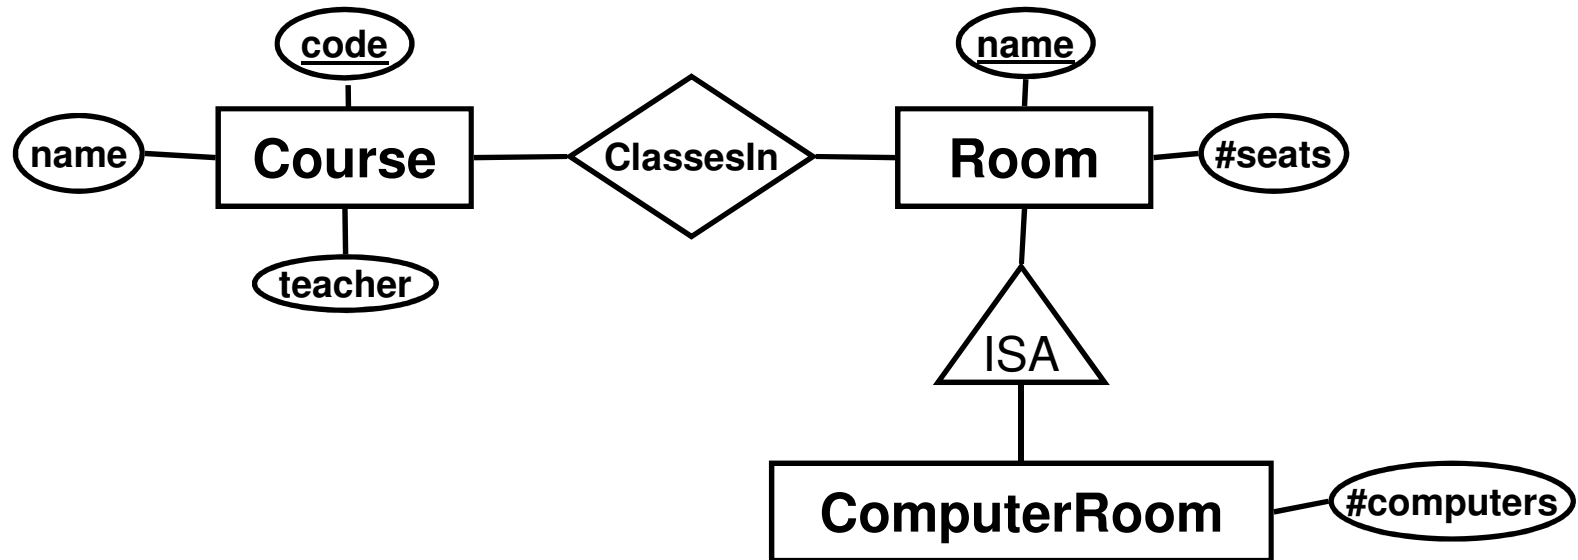 code
name
name
Course
ClassesIn
Room
#seats
teacher
ISA
ComputerRoom
#computers